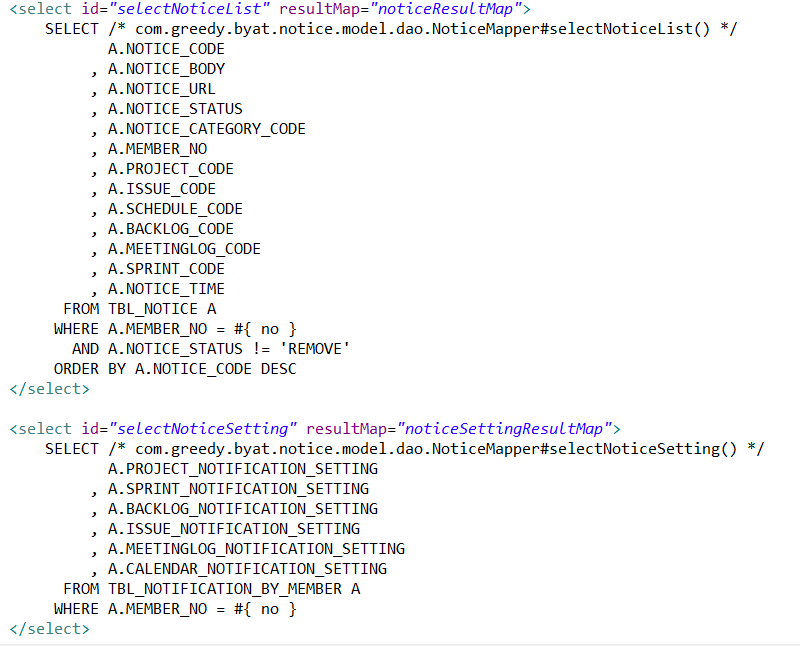 <select id="selectNoticeList" resultMap="noticeResultMap">
SELECT /* com.greedy.byat.notice.model.dao.NoticeMapper#selectNoticeList() */
A.NOTICE_CODE
, A.NOTICE_BODY
, A.NOTICE_URL
, A.NOTICE_STATUS
, A.NOTICE_CATEGORY_CODE
, A.MEMBER_NO
, A.PROJECT_CODE
, A.ISSUE_CODE
, A.SCHEDULE_CODE
, A.BACKLOG_CODE
, A.MEETINGLOG_CODE
, A.SPRINT_CODE
, A.NOTICE_TIME
FROM TBL_NOTICE A
WHERE A.MEMBER_NO = #{ no }
AND A.NOTICE_STATUS != 'REMOVE'
ORDER BY A.NOTICE_CODE DESC
</select>
<select id="selectNoticeSetting" resultMap="noticeSettingResultMap">
SELECT /* com.greedy.byat.notice.model.dao.NoticeMapper#selectNoticeSetting() */
A.PROJECT_NOTIFICATION_SETTING
, A.SPRINT_NOTIFICATION_SETTING
, A.BACKLOG_NOTIFICATION_SETTING
, A.ISSUE_NOTIFICATION_SETTING
, A.MEETINGLOG_NOTIFICATION_SETTING
, A.CALENDAR_NOTIFICATION_SETTING
FROM TBL_NOTIFICATION_BY_MEMBER A
WHERE A.MEMBER_NO = #{ no }
</select>